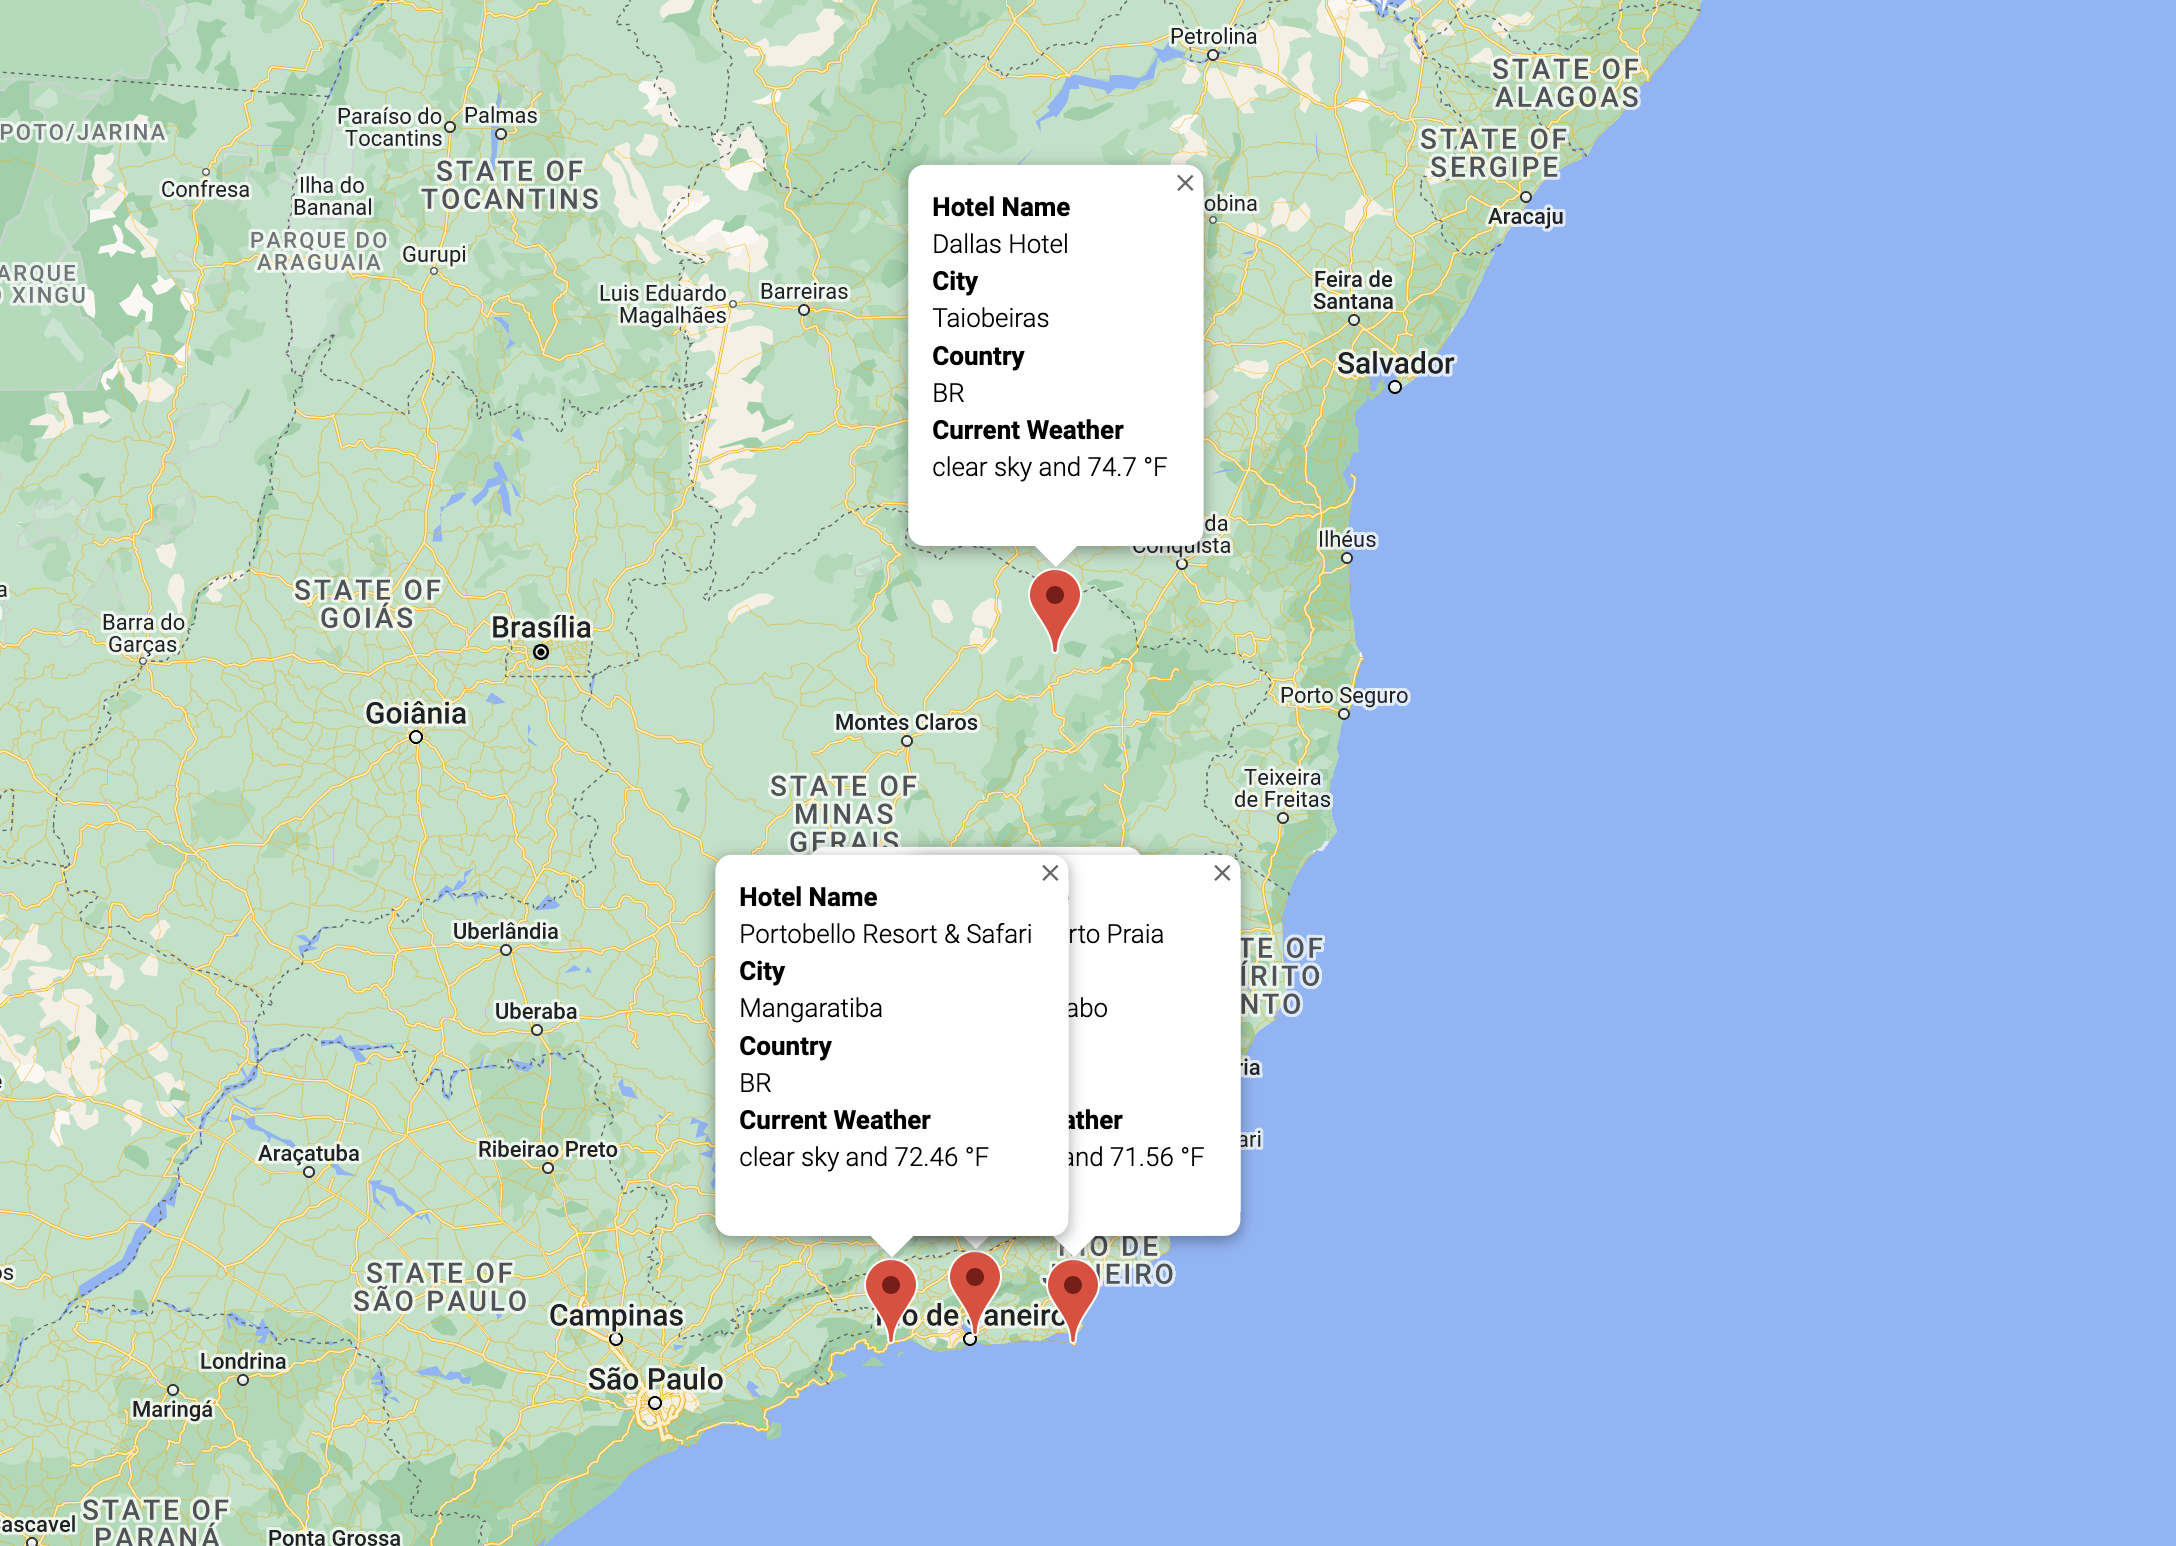 Petrolina
STATE OF
ALAGOAS
Paraíso do
Tocantins
Palmas
POTO/JARINA
STATE OF
SERGIPE
STATE OF
TOCANTINS
Confresa
Ilha do
Bananal
Hotel Name
Dallas Hotel
City
Taiobeiras
Country
BR
Current Weather
clear sky and 74.7 °F
obina
Aracaju
PARQUE DO
ARAGUAIA
Gurupi
ARQUE
XINGU
Luis Eduardo
Magalhães
Barreiras
Feira de
Santana
Salvador
da
Conquista
Ilhéus
STATE OF
GOIÁS
Barra do
Garças
Brasília
Porto Seguro
Goiânia
Montes Claros
Teixeira
de Freitas
STATE OF
MINAS
GERAIS
Hotel Name
Portobello Resort & Safari
City
Mangaratiba
Country
BR
Current Weather
clear sky and 72.46 °F
rto Praia
abo
ather
and 71.56 °F
Uberlândia
TE OF
ÍRITO
NTO
Uberaba
ria
ari
Araçatuba
Ribeirao Preto
RIO DE
JANEIRO
os
STATE OF
SÃO PAULO
Campinas
Rio de Janeiro
Londrina
São Paulo
Maringá
STATE OF
PARANÁ
ascavel
Ponta Grossa